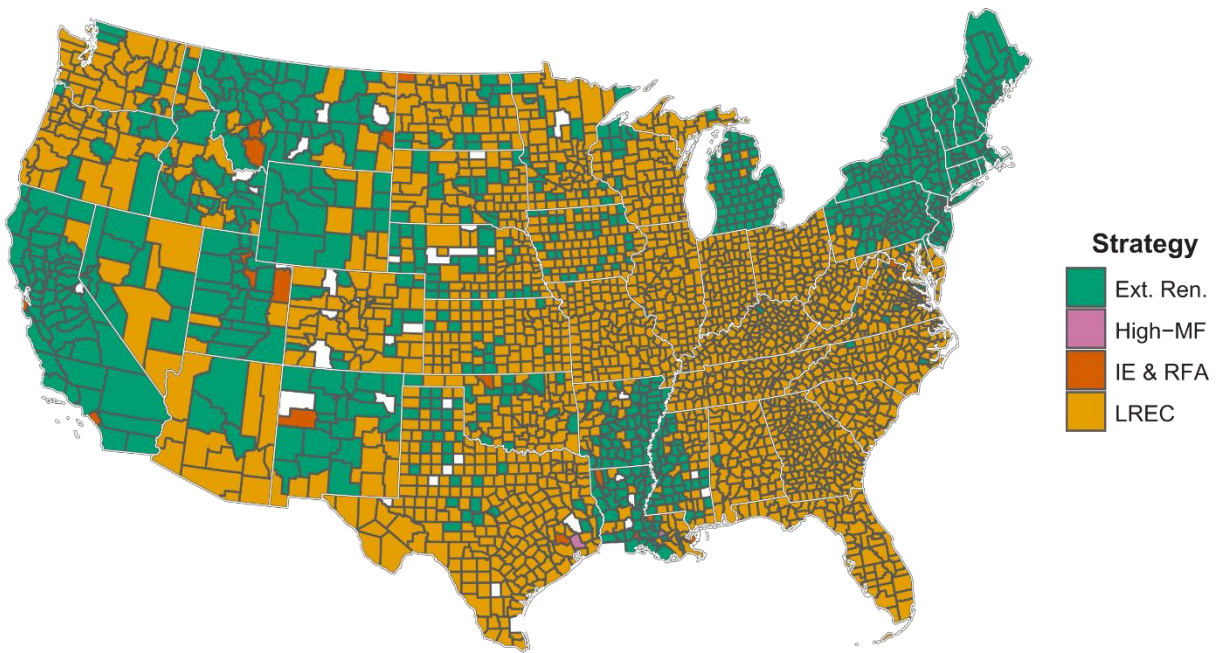 Strategy
Ext. Ren.
High−MF
IE & RFA
LREC